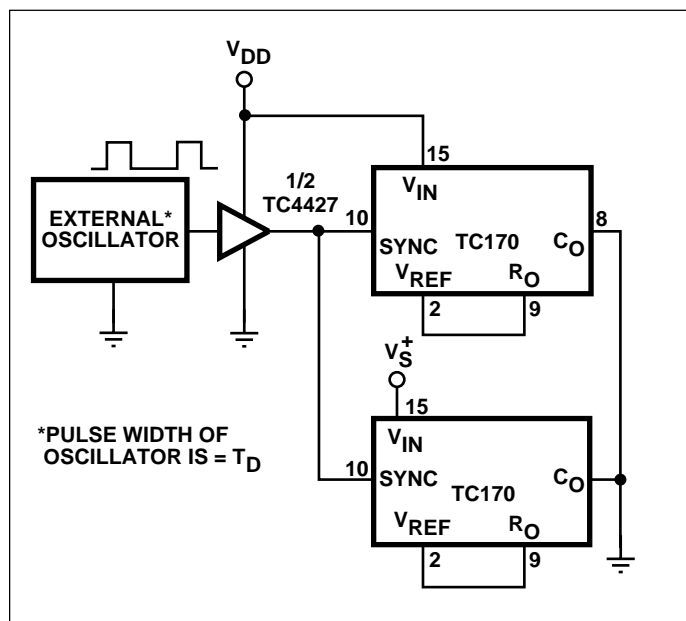 VDD
1/2
TC4427
EXTERNAL*
OSCILLATOR
15
VIN
10
SYNC
TC170
CO
8
VREF
RO
2
9
VS+
15
VIN
10
SYNC
TC170
CO
VREF
RO
2
9
*PULSE WIDTH OF
OSCILLATOR IS = TD